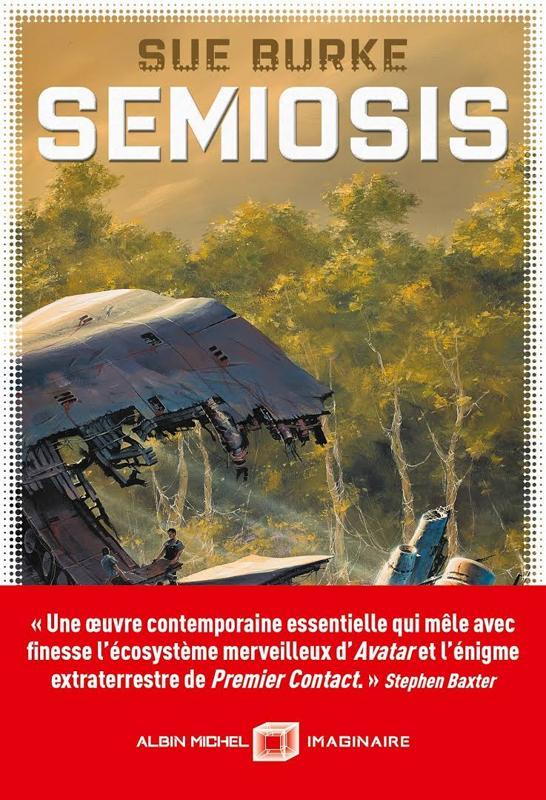 SUE BURKE
SEMIOSIS
« Une œuvre contemporaine essentielle qui mêle avec
finesse l'écosystème merveilleux d'Avatar et l'énigme
extraterrestre de Premier Contact. » Stephen Baxter
ALBIN MICHEL IMAGINAIRE